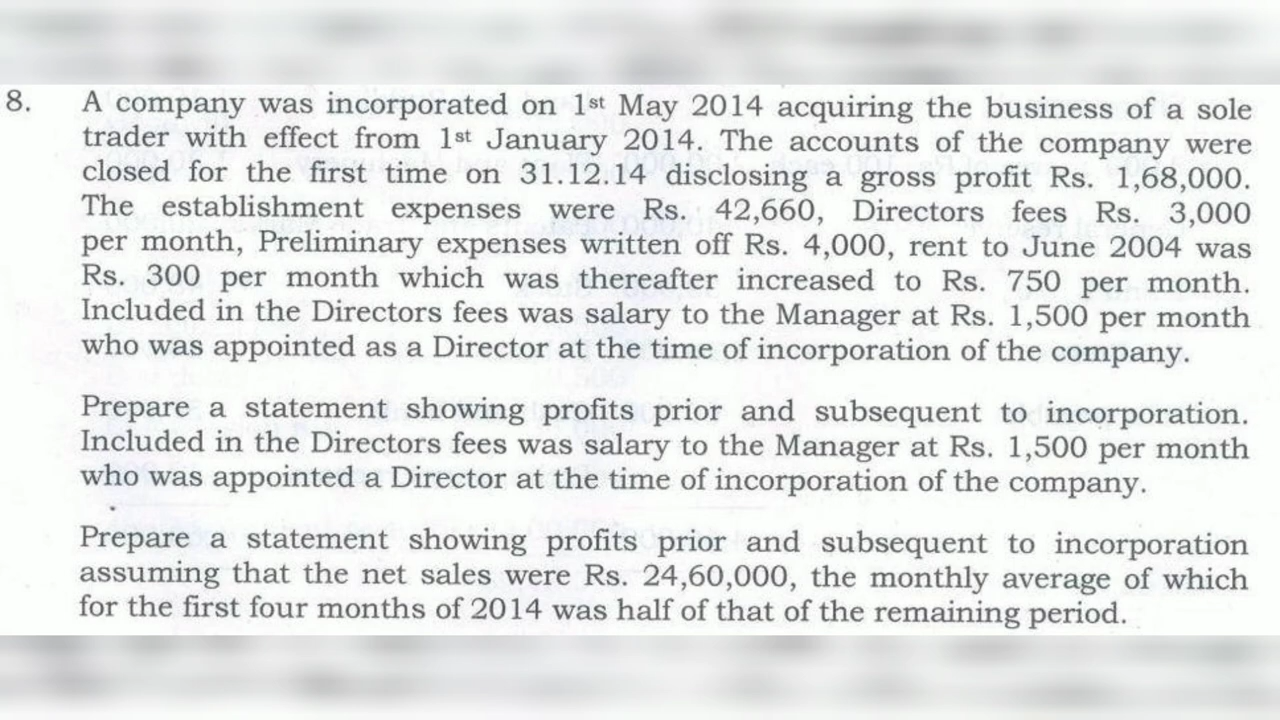 8. A company was incorporated on 1st May 2014 acquiring the business of a sole
trader with effect from 1st January 2014. The accounts of the company were
closed for the first time on 31.12.14 disclosing a gross profit Rs. 1,68,000.
The establishment expenses were Rs. 42,660, Directors fees Rs. 3,000
per month, Preliminary expenses written off Rs. 4,000, rent to June 2004 was
Rs. 300 per month which was thereafter increased to Rs. 750 per month.
Included in the Directors fees was salary to the Manager at Rs. 1,500 per month
who was appointed as a Director at the time of incorporation of the company.
Prepare a statement showing profits prior and subsequent to incorporation.
Included in the Directors fees was salary to the Manager at Rs. 1,500 per month
who was appointed a Director at the time of incorporation of the company.
Prepare a statement showing profits prior and subsequent to incorporation
assuming that the net sales were Rs. 24,60,000, the monthly average of which
for the first four months of 2014 was half of that of the remaining period.